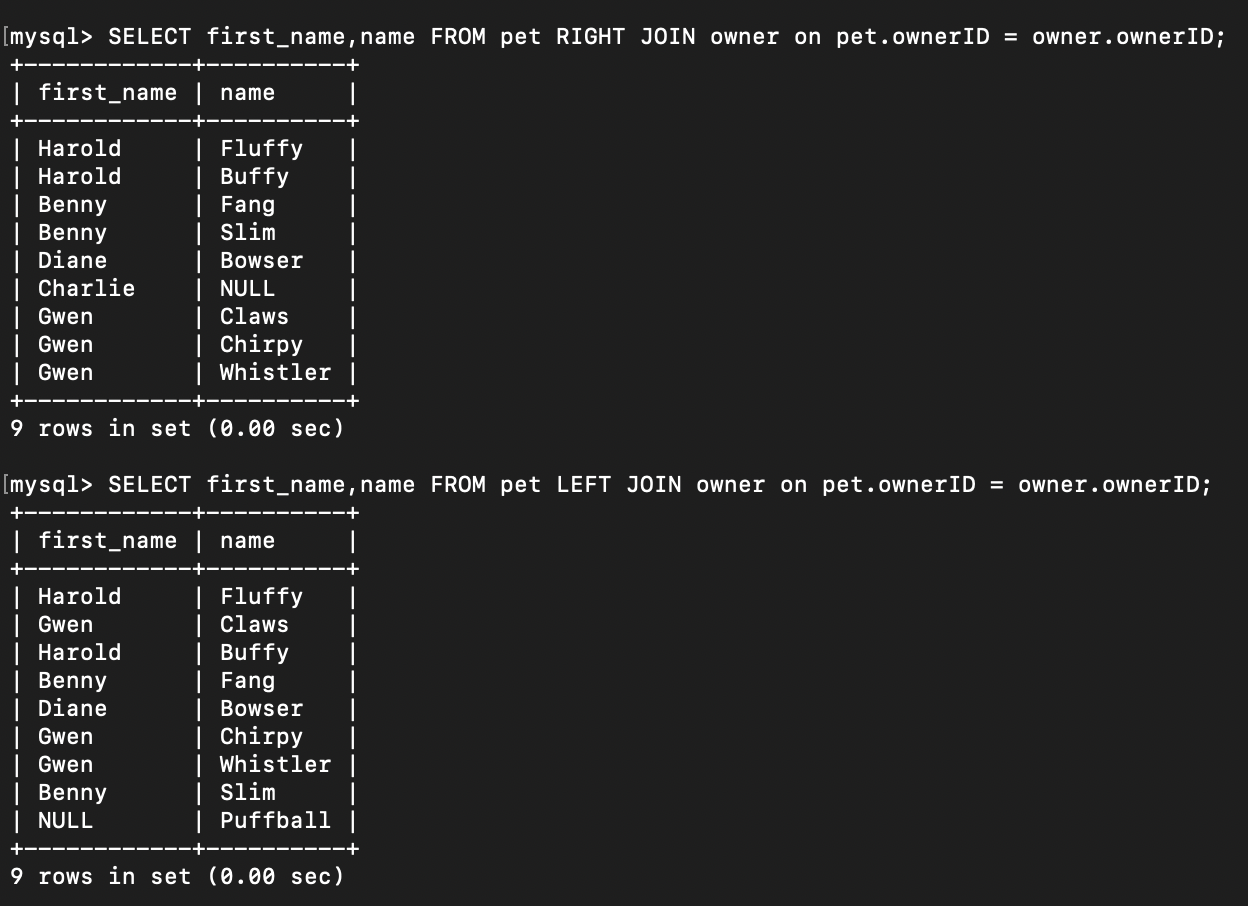 [mysql> SELECT first_name,name FROM pet RIGHT JOIN owner on pet.ownerID = owner.ownerID;
+------------+----------+
| first_name | name     |
+------------+----------+
| Harold     | Fluffy   |
| Harold     | Buffy    |
| Benny      | Fang     |
| Benny      | Slim     |
| Diane      | Bowser   |
| Charlie    | NULL     |
| Gwen       | Claws    |
| Gwen       | Chirpy   |
| Gwen       | Whistler |
+------------+----------+
9 rows in set (0.00 sec)

[mysql> SELECT first_name,name FROM pet LEFT JOIN owner on pet.ownerID = owner.ownerID;
+------------+----------+
| first_name | name     |
+------------+----------+
| Harold     | Fluffy   |
| Gwen       | Claws    |
| Harold     | Buffy    |
| Benny      | Fang     |
| Diane      | Bowser   |
| Gwen       | Chirpy   |
| Gwen       | Whistler |
| Benny      | Slim     |
| NULL       | Puffball |
+------------+----------+
9 rows in set (0.00 sec)